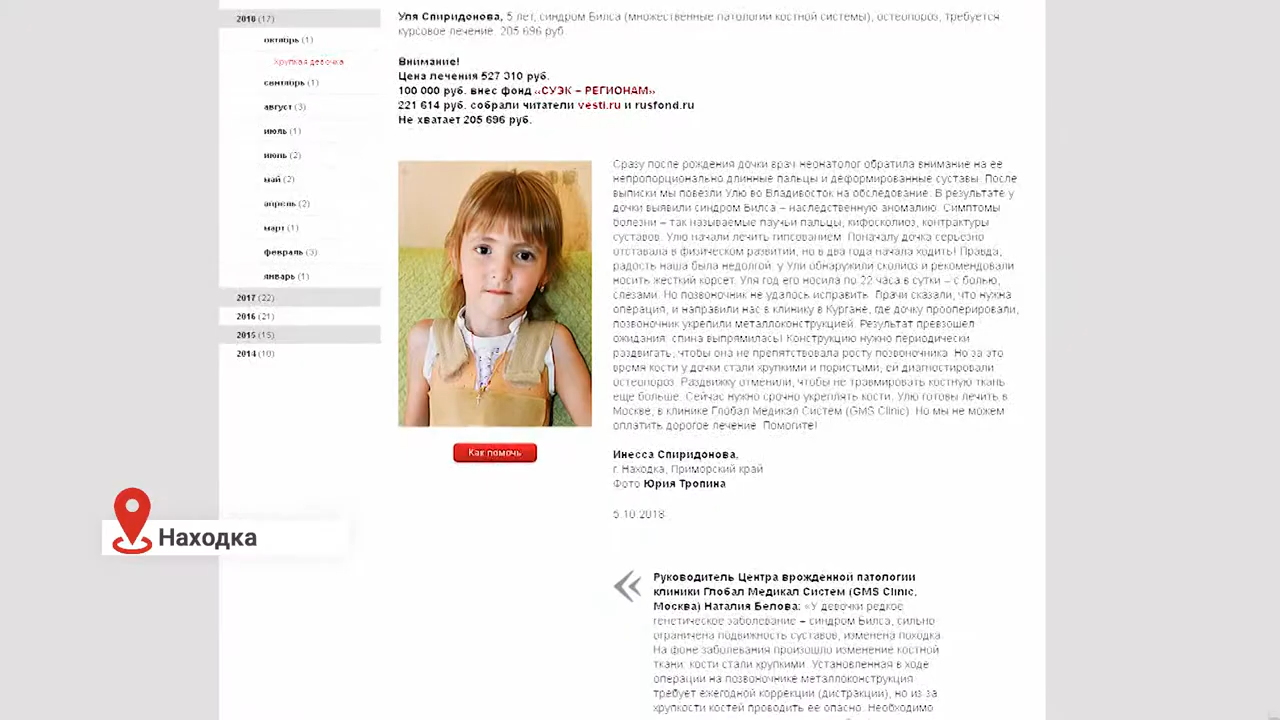 2018 (17)
октябрь (1)
Хрупкая девочка
сентябрь (1)
август (3)
июль (1)
июнь (2)
май (2)
апрель (2)
март (1)
февраль (3)
январь (1)
2017 (22)
2016 (21)
2015 (15)
2014 (10)
Уля Спиридонова, 5 лет, синдром Билса (множественные патологии костной системы), остеопороз, требуется
курсовое лечение. 205 696 руб.
Внимание!
Цена лечения 527 310 руб.
100 000 руб. внес фонд «СУЭК – РЕГИОНАМ»
221 614 руб. собрали читатели vesti.ru и rusfond.ru
Не хватает 205 696 руб.
Сразу после рождения дочки врач неонатолог обратила внимание на ее
непропорционально длинные пальцы и деформированные суставы. После
выписки мы повезли Улю во Владивосток на обследование. В результате у
дочки выявили синдром Билса – наследственную аномалию. Симптомы
болезни – так называемые паучьи пальцы, кифосколиоз, контрактуры
суставов. Улю начали лечить гипсованием. Поначалу дочка серьезно
отставала в физическом развитии, но в два года начала ходить! Правда,
радость наша была недолгой: у Ули обнаружили сколиоз и рекомендовали
носить жесткий корсет. Уля год его носила по 22 часа в сутки – с болью,
слезами. Но позвоночник не удалось исправить. Врачи сказали, что нужна
операция, и направили нас в клинику в Кургане, где дочку прооперировали,
позвоночник укрепили металлоконструкцией. Результат превзошел
ожидания: спина выпрямилась! Конструкцию нужно периодически
раздвигать, чтобы она не препятствовала росту позвоночника. Но за это
время кости у дочки стали хрупкими и пористыми, ей диагностировали
остеопороз. Раздвижку отменили, чтобы не травмировать костную ткань
еще больше. Сейчас нужно срочно укреплять кости. Улю готовы лечить в
Москве, в клинике Глобал Медикал Систем (GMS Clinic). Но мы не можем
оплатить дорогое лечение. Помогите!
Как помочь
Инесса Спиридонова,
г. Находка, Приморский край
Фото Юрия Тропина
5.10.2018
Находка
Руководитель Центра врожденной патологии
клиники Глобал Медикал Систем (GMS Clinic,
Москва) Наталия Белова: «У девочки редкое
генетическое заболевание – синдром Билса, сильно
ограничена подвижность суставов, изменена походка.
На фоне заболевания произошло изменение костной
ткани, кости стали хрупкими. Установленная в ходе
операции на позвоночнике металлоконструкция
требует ежегодной коррекции (дистракции), но из-за
хрупкости костей проводить ее опасно. Необходимо